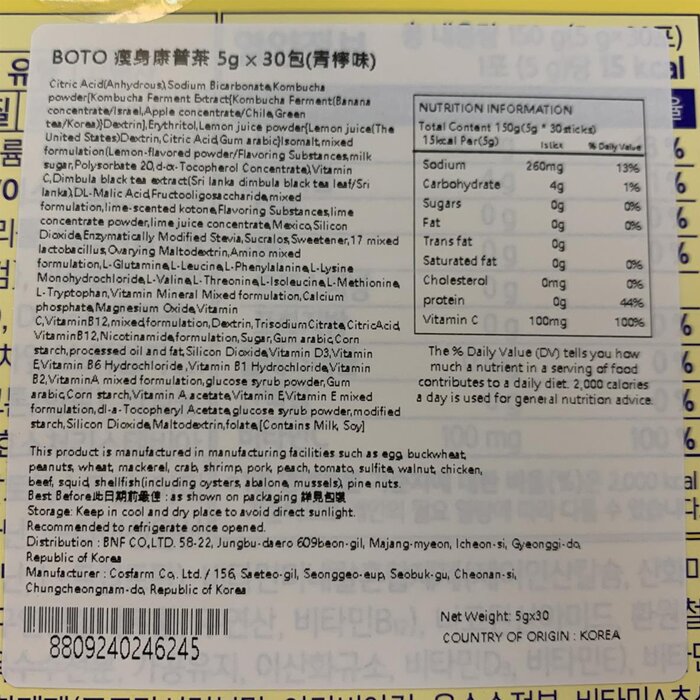 BOTO 瘦身康普茶 5g x 30包(青檸味)
Citric Acid(Anhydrous),Sodium Bicarbonate,Kombucha
powder{Kombucha Ferment Extract[Kombucha Ferment(Banana
concentrate/Israel,Apple concentrate/Chile,Green
tea/Korea)]Dextrin},Erythritol,Lemon juice powder[Lemon juice(The
United States)Dextrin,Citric Acid,Gum arabic]Isomalt,mixed
formulation(Lemon-flavored powder/Flavoring Substances,milk
sugar,Polysorbate 20,d-α-Tocopherol Concentrate),Vitamin
C,Dimbula black tea extract(Sri lanka dimbula black tea leaf/Sri
lanka),DL-Malic Acid,Fructooligosaccharide,mixed
formulation,lime-scented kotone,Flavoring Substances,lime
concentrate powder,lime juice concentrate,Mexico,Silicon
Dioxide,Enzymatically Modified Stevia,Sucralos,Sweetener,17 mixed
lactobacillus,Ovarying Maltodextrin,Amino mixed
formulation,L-Glutamine,L-Leucine,L-Phenylalanine,L-Lysine
Monohydrochloride,L-Valine,L-Threonine,L-Isoleucine,L-Methionine,
L-Tryptophan,Vitamin Mineral Mixed formulation,Calcium
phosphate,Magnesium Oxide,Vitamin
C,VitaminB12,mixedformulation,Dextrin,TrisodiumCitrate,CitricAcid,
VitaminB12,Nicotinamide,formulation,Sugar,Gum arabic,Corn
starch,processed oil and fat,Silicon Dioxide,Vitamin D3,Vitamin
E,Vitamin B6 Hydrochloride ,Vitamin B1 Hydrochloride,Vitamin
B2,VitaminA mixed formulation,glucose syrub powder,Gum
arabic,Corn starch,Vitamin A acetate,Vitamin E,Vitamin E mixed
formulation,dl-a-Tocopheryl Acetate,glucose syrub powder,modified
starch,Silicon Dioxide,Maltodextrin,folate,[Contains Milk, Soy]
NUTRITION INFORMATION
Total Content 150g(5g * 30sticks)
15kcal Per(5g) 1stick % Daily Value
Sodium 260mg 13%
Carbohydrate 4g 1%
Sugars 0g 0%
Fat 0g 0%
Trans fat 0g
Saturated fat 0g 0%
Cholesterol 0mg 0%
protein 0g 44%
Vitamin C 100mg 100%
The % Daily Value (DV) tells you how
much a nutrient in a serving of food
contributes to a daily diet. 2,000 calories
a day is used for general nutrition advice.
This product is manufactured in manufacturing facilities such as egg, buckwheat,
peanuts, wheat, mackerel, crab, shrimp, pork, peach, tomato, sulfite, walnut, chicken,
beef, squid, shellfish(including oysters, abalone, mussels), pine nuts.
Best Before此日期前最佳 : as shown on packaging 詳見包裝
Storage: Keep in cool and dry place to avoid direct sunlight.
Recommended to refrigerate once opened.
Distribution : BNF CO.,LTD. 58-22, Jungbu-daero 609beon-gil, Majang-myeon, Icheon-si, Gyeonggi-do,
Republic of Korea
Manufacturer : Cosfarm Co,. Ltd. / 156, Saeteo-gil, Seonggeo-eup, Seobuk-gu, Cheonan-si,
Chungcheongnam-do, Republic of Korea
8809240246245
Net Weight: 5gx30
COUNTRY OF ORIGIN : KOREA